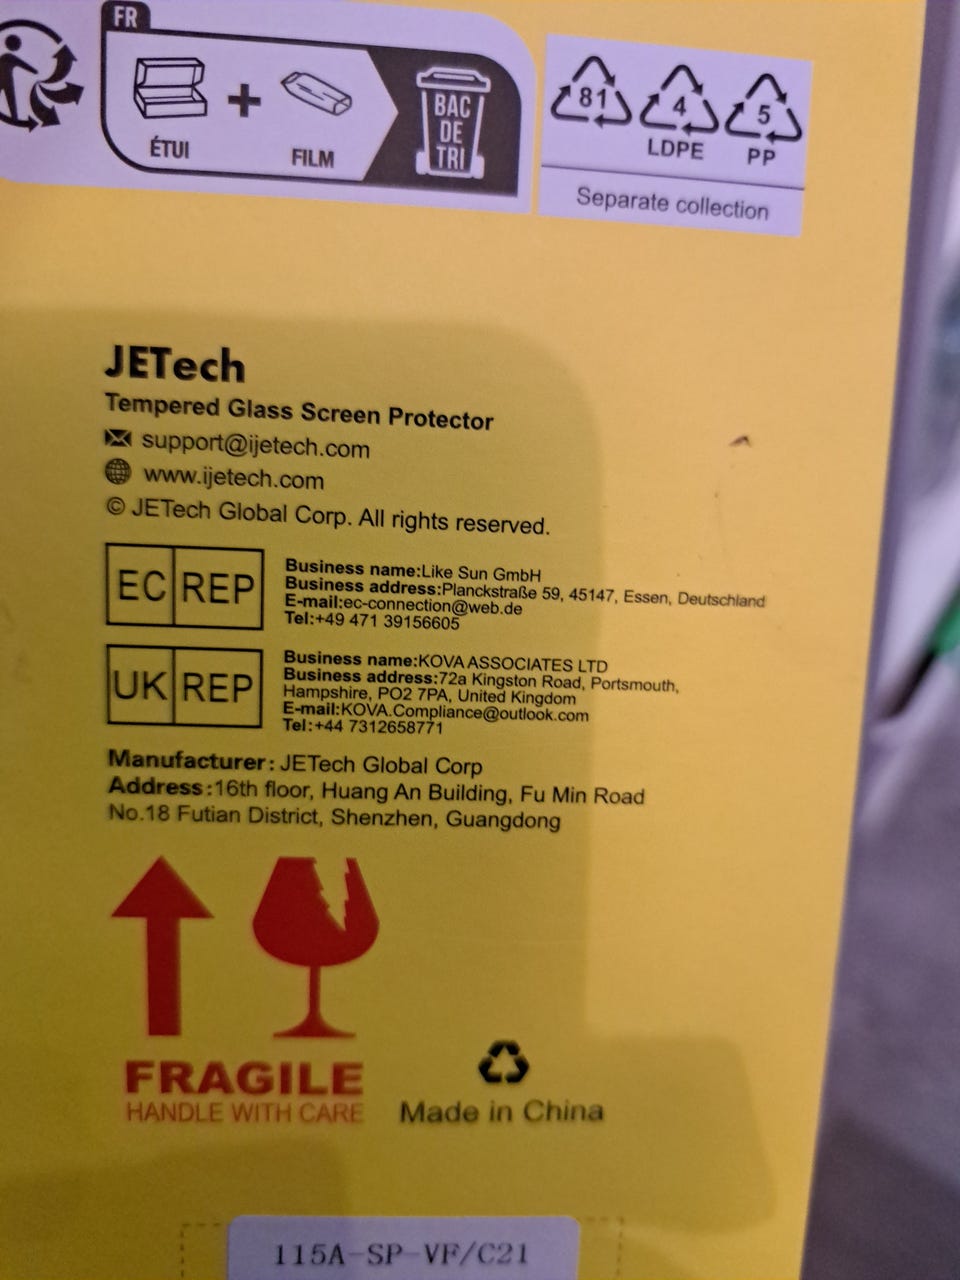 FR
ÉTUI
+
FILM
BAC
DE
TRI
81
4
LDPE
5
PP
Separate collection
JETech
Tempered Glass Screen Protector
support@ijetech.com
www.ijetech.com
© JETech Global Corp. All rights reserved.
EC REP
Business name:Like Sun GmbH
Business address:Planckstraße 59, 45147, Essen, Deutschland
E-mail:ec-connection@web.de
Tel:+49 471 39156605
UK REP
Business name:KOVA ASSOCIATES LTD
Business address:72a Kingston Road, Portsmouth,
Hampshire, PO2 7PA, United Kingdom
E-mail:KOVA.Compliance@outlook.com
Tel:+44 7312658771
Manufacturer: JETech Global Corp
Address:16th floor, Huang An Building, Fu Min Road
No.18 Futian District, Shenzhen, Guangdong
FRAGILE
HANDLE WITH CARE
Made in China
115A-SP-VF/C21